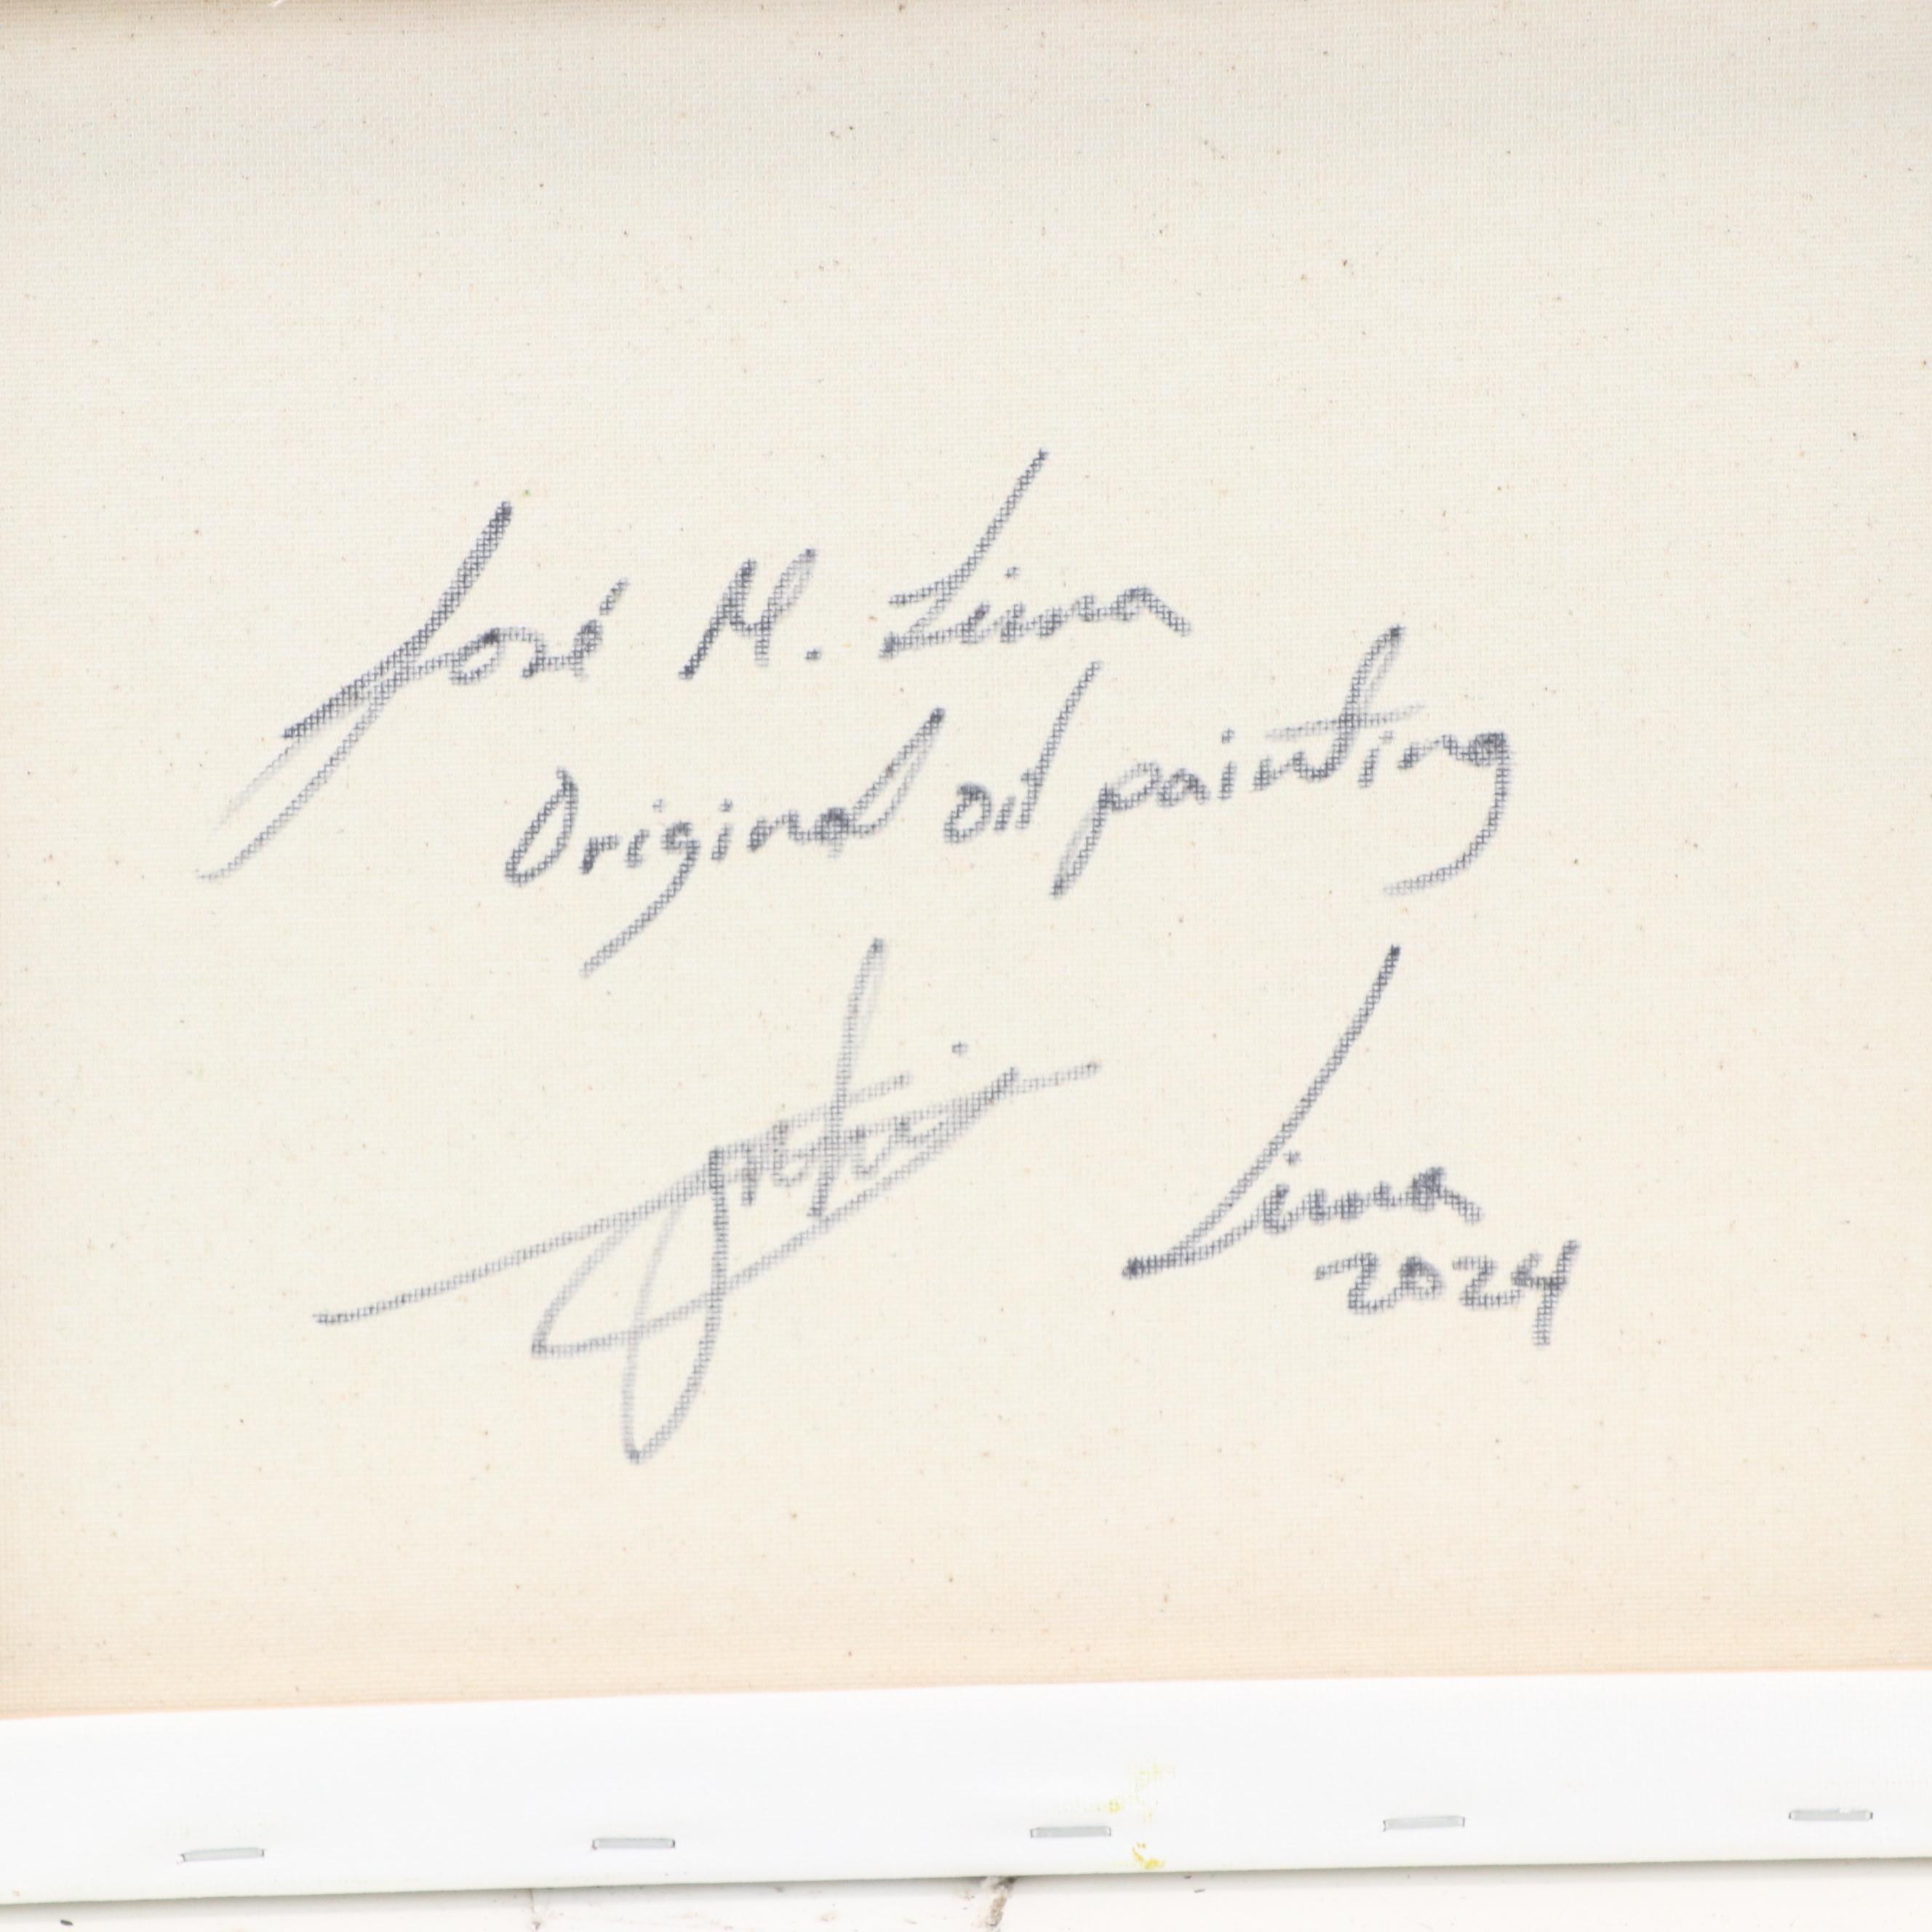 José M. Lima
Original oil painting
Lima
2024